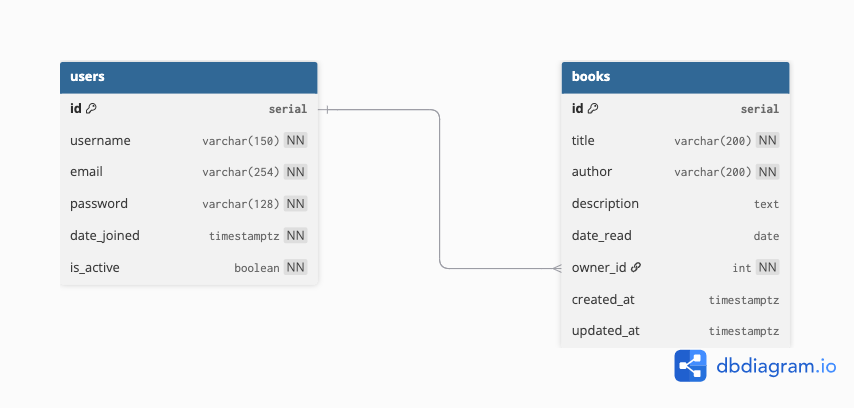 users
id serial
username varchar(150) NN
email varchar(254) NN
password varchar(128) NN
date_joined timestamptz NN
is_active boolean NN
books
id serial
title varchar(200) NN
author varchar(200) NN
description text
date_read date
owner_id int NN
created_at timestamptz
updated_at timestamptz
dbdiagram.io